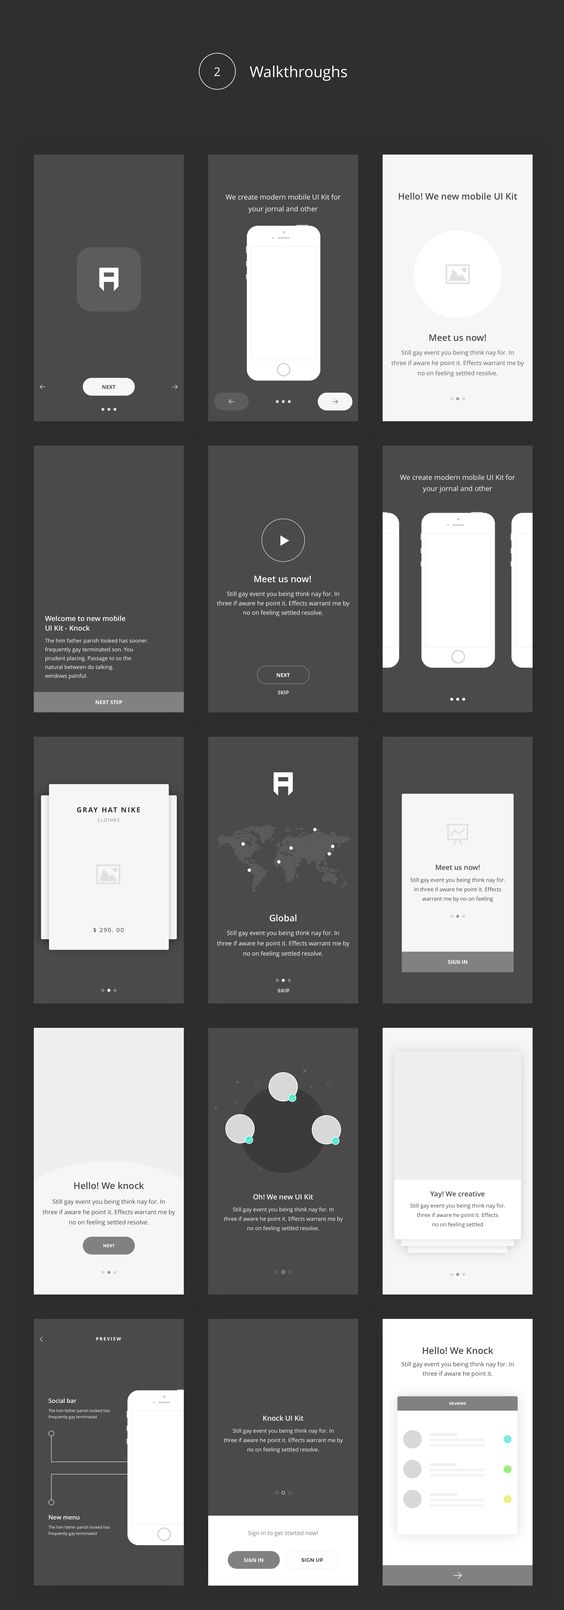 2
Walkthroughs
NEXT
We create modern mobile UI Kit for
your jornal and other
Hello! We new mobile UI Kit
Meet us now!
Still gay event you being think nay for. In
three if aware he point it. Effects warrant me by
no on feeling settled resolve.
Welcome to new mobile
UI Kit - Knock
The him father parish looked has sooner.
frequently gay terminated son. You
prudent placing. Passage to so the
natural between do talking.
windows painful.
NEXT STEP
Meet us now!
Still gay event you being think nay for. In
three if aware he point it. Effects warrant me by
no on feeling settled resolve.
NEXT
SKIP
We create modern mobile UI Kit for
your jornal and other
GRAY HAT NIKE
CLOTHES
$ 290. 00
Global
Still gay event you being think nay for. In
three if aware he point it. Effects warrant me by
no on feeling settled resolve.
SKIP
Meet us now!
Still gay event you being think nay for.
In three if aware he point it. Effects
warrant me by no on feeling
SIGN IN
Hello! We knock
Still gay event you being think nay for. In
three if aware he point it. Effects warrant me by
no on feeling settled resolve.
NEXT
Oh! We new UI Kit
Still gay event you being think nay for. In
three if aware he point it. Effects warrant me by
no on feeling settled resolve.
Yay! We creative
Still gay event you being think nay for. In
three if aware he point it. Effects
no on feeling settled
PREVIEW
Social bar
The him father parish looked has
frequently gay terminated
New menu
The him father parish looked has
frequently gay terminated
Knock UI Kit
Still gay event you being think nay for. In
three if aware he point it. Effects warrant me by
no on feeling settled resolve.
Sign in to get started now!
SIGN IN
SIGN UP
Hello! We Knock
Still gay event you being think nay for. In
three if aware he point it.
REVIEWS